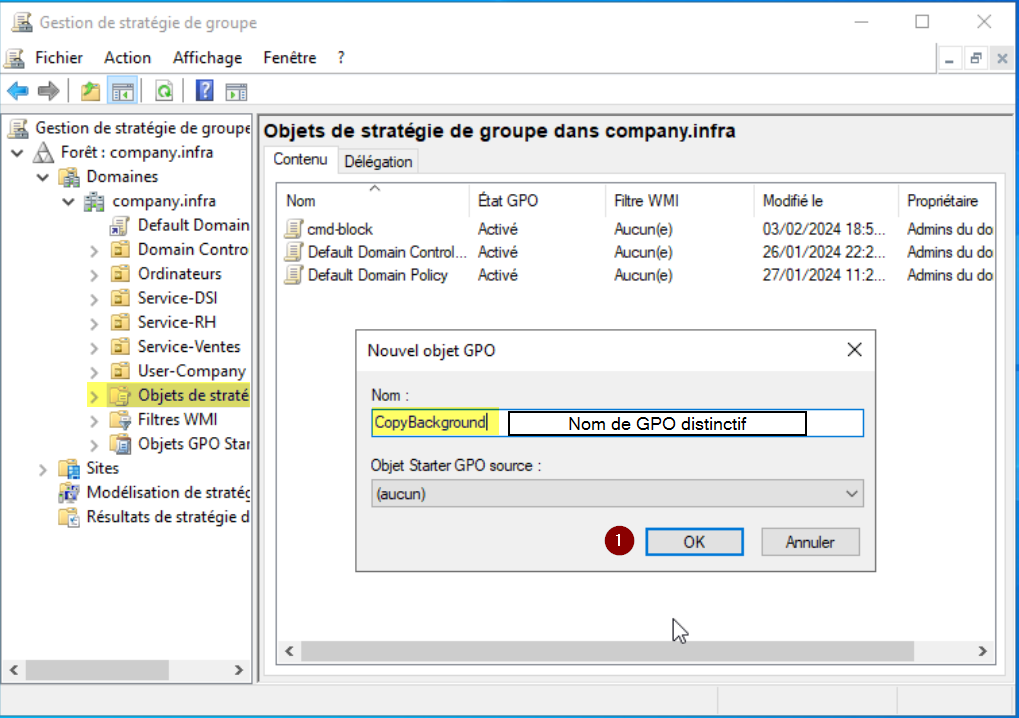 Gestion de stratégie de groupe
Fichier Action Affichage Fenêtre ?
Gestion de stratégie de groupe
Forêt : company.infra
Domaines
company.infra
Default Domain
Domain Contro
Ordinateurs
Service-DSI
Service-RH
Service-Ventes
User-Company
Objets de straté
Filtres WMI
Objets GPO Star
Sites
Modélisation de stratég
Résultats de stratégie d
Objets de stratégie de groupe dans company.infra
Contenu Délégation
Nom État GPO Filtre WMI Modifié le Propriétaire
cmd-block Activé Aucun(e) 03/02/2024 18:5... Admins du do
Default Domain Control... Activé Aucun(e) 26/01/2024 22:2... Admins du do
Default Domain Policy Activé Aucun(e) 27/01/2024 11:2... Admins du do
Nouvel objet GPO
Nom :
CopyBackground Nom de GPO distinctif
Objet Starter GPO source :
(aucun)
1 OK Annuler